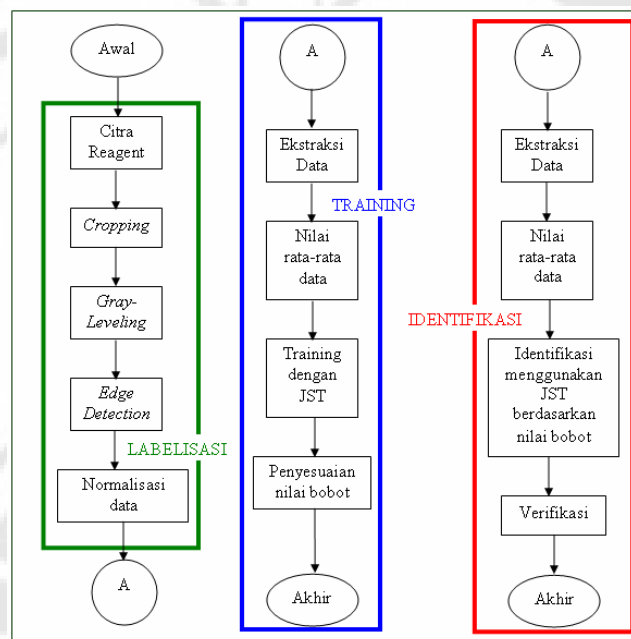 Awal
Citra
Reagent
Cropping
Gray-
Leveling
Edge
Detection
LABELISASI
Normalisasi
data
A
A
Ekstraksi
Data
TRAINING
Nilai
rata-rata
data
Training
dengan
JST
Penyesuaian
nilai bobot
Akhir
A
Ekstraksi
Data
Nilai
rata-rata
data
IDENTIFIKASI
Identifikasi
menggunakan
JST
berdasarkan
nilai bobot
Verifikasi
Akhir